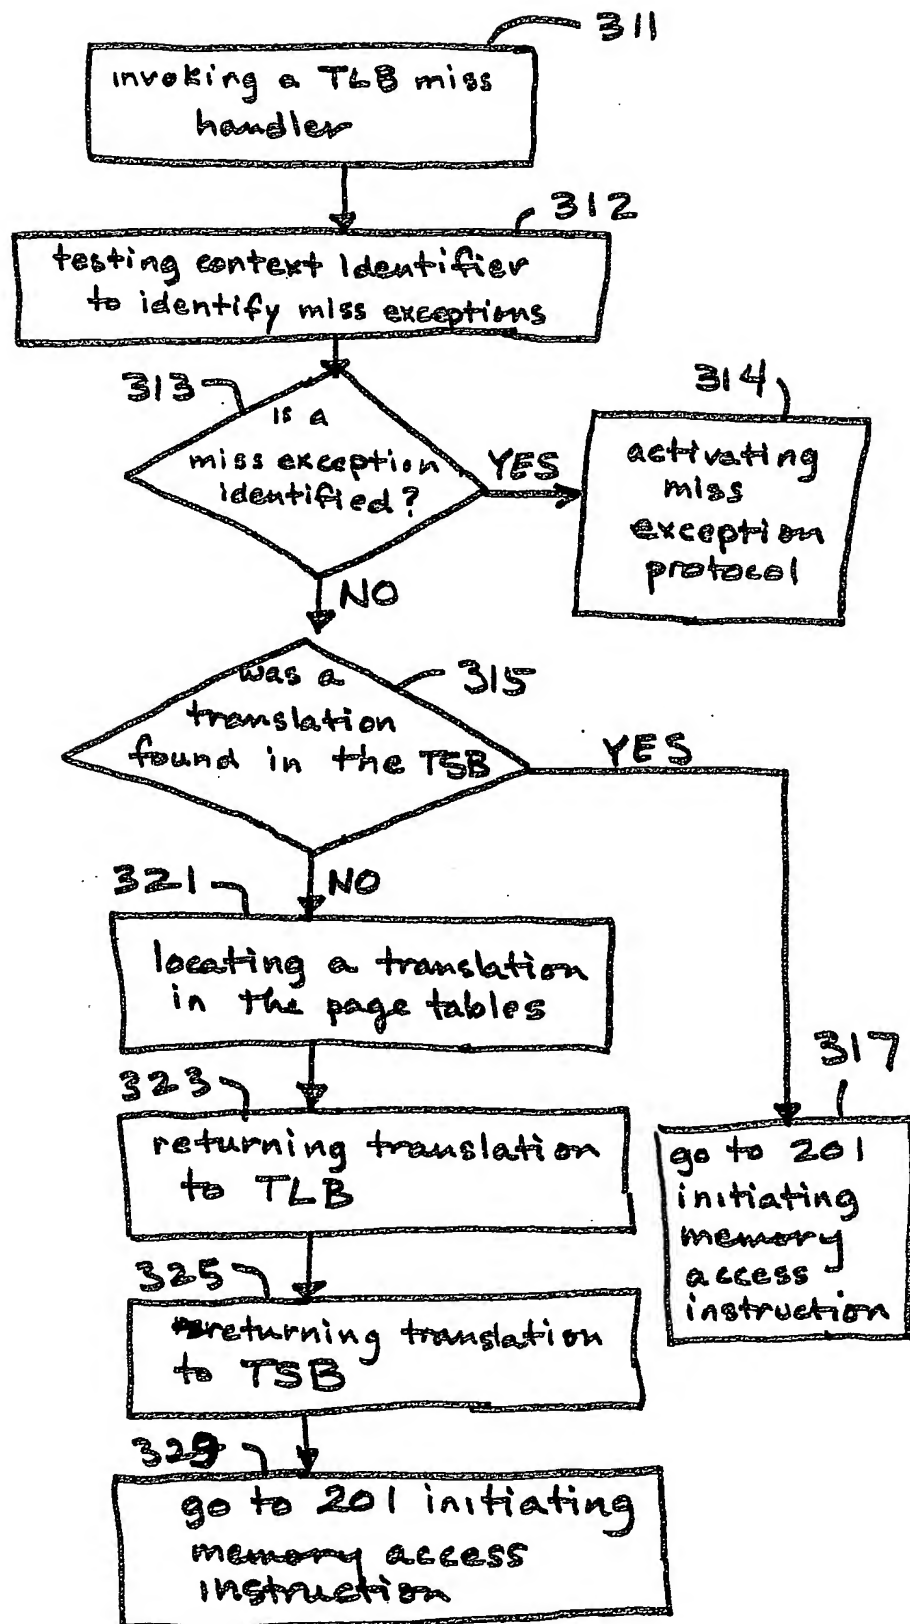 311
invoking a TLB miss
handler
312
testing context identifier
to identify miss exceptions
313
is a
miss exception
identified?
YES
314
activating
miss
exception
protocol
NO
315
was a
translation
found in the TSB
YES
NO
321
locating a translation
in the page tables
323
returning translation
to TLB
317
go to 201
initiating
memory
access
instruction
325
returning translation
to TSB
329
go to 201 initiating
memory access
instruction